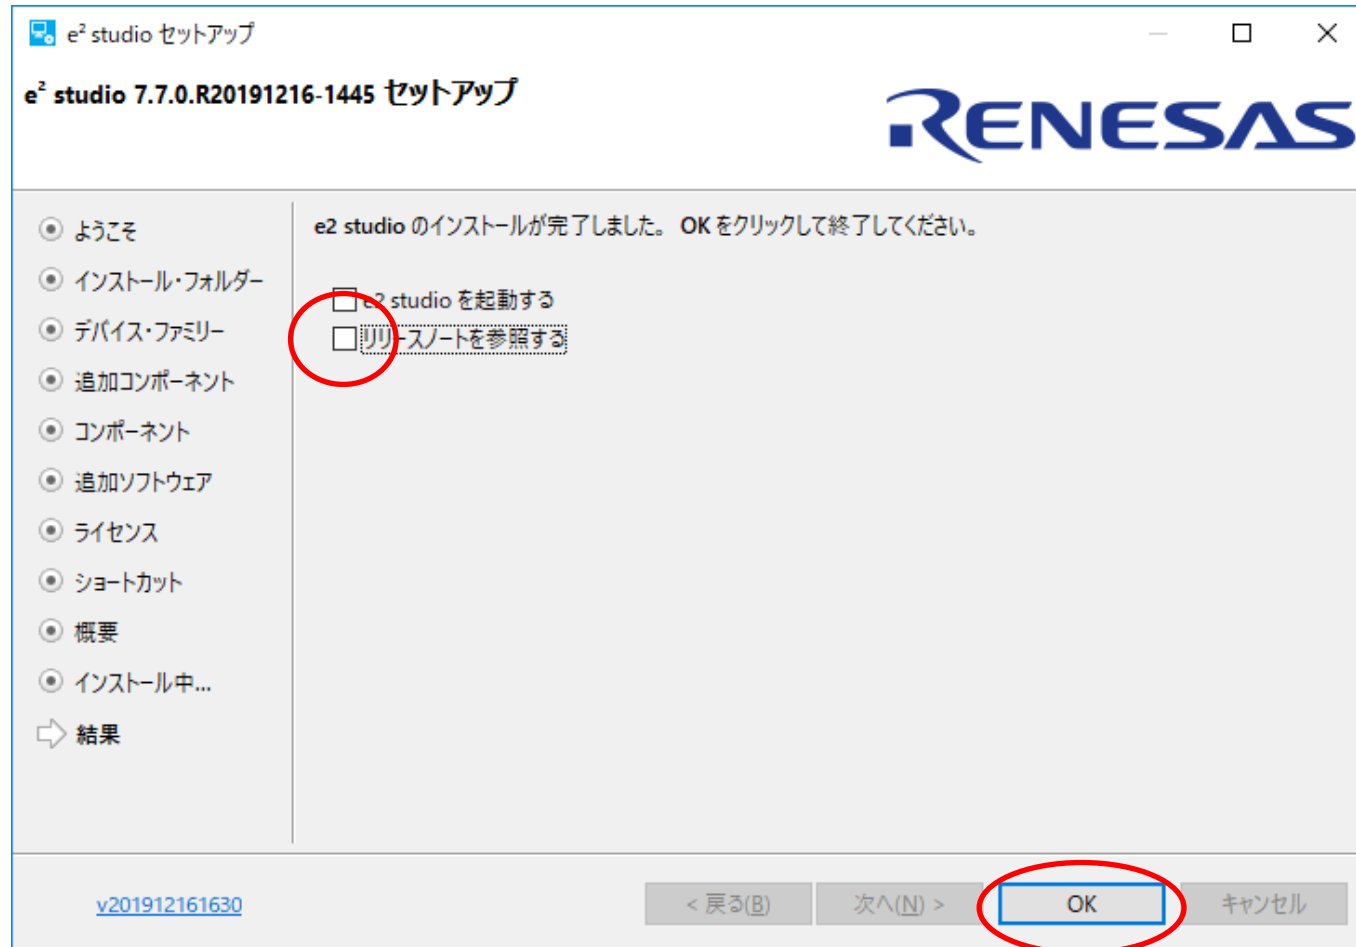 e² studio セットアップ
e² studio 7.7.0.R20191216-1445 セットアップ
RENESAS
ようこそ
インストール・フォルダー
デバイス・ファミリー
追加コンポーネント
コンポーネント
追加ソフトウェア
ライセンス
ショートカット
概要
インストール中...
結果
e2 studio のインストールが完了しました。 OK をクリックして終了してください。
e2 studio を起動する
リリースノートを参照する
v201912161630
< 戻る(B)
次へ(N) >
OK
キャンセル